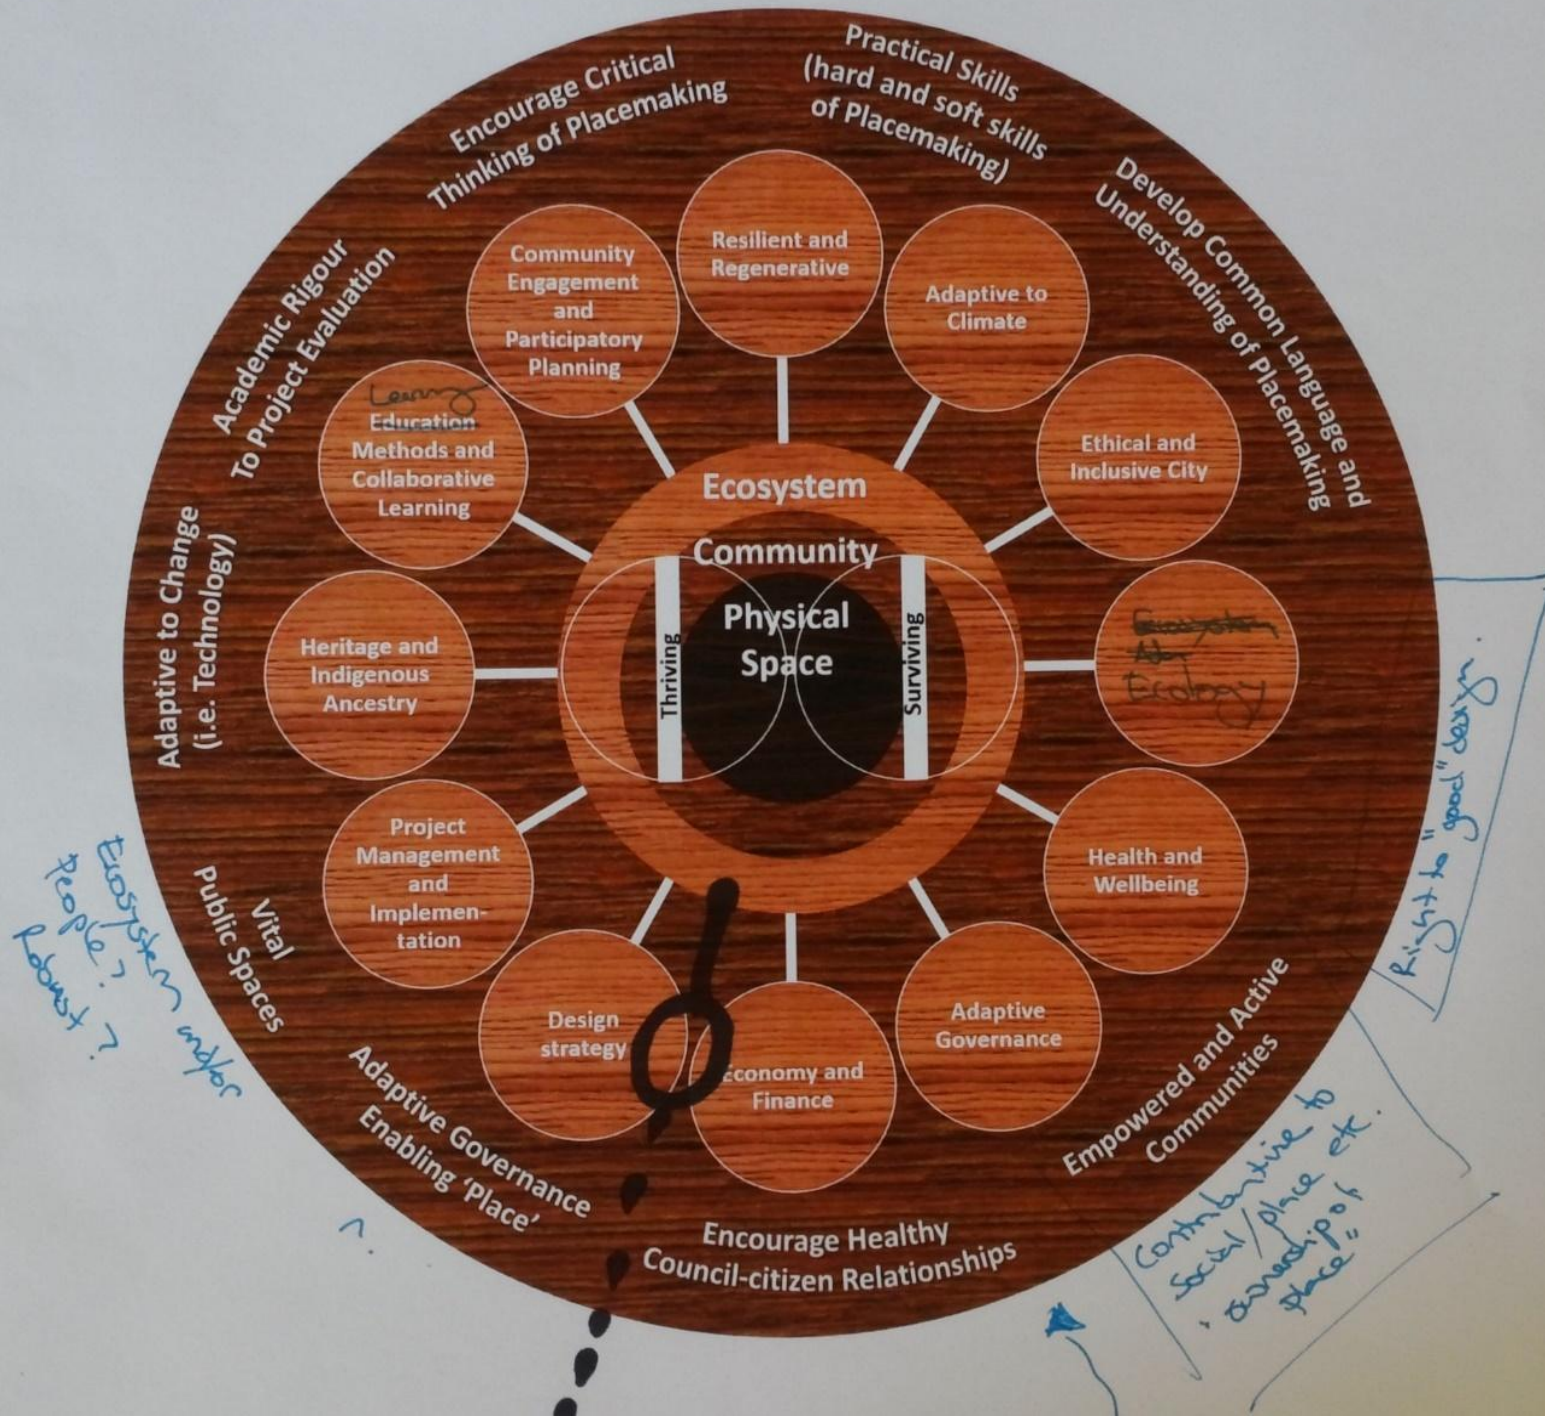 Encourage Critical
Thinking of Placemaking
Practical Skills
(hard and soft skills
of Placemaking)
Develop Common Language and
Understanding of Placemaking
Academic Rigour
To Project Evaluation
Adaptive to Change
(i.e. Technology)
Vital
Public Spaces
Adaptive Governance
Enabling 'Place'
Encourage Healthy
Council-citizen Relationships
Empowered and Active
Communities
Resilient and
Regenerative
Adaptive to
Climate
Ethical and
Inclusive City
Ecosystem
Ecology
Health and
Wellbeing
Adaptive
Governance
Economy and
Finance
Design
strategy
Project
Management
and
Implemen-
tation
Heritage and
Indigenous
Ancestry
Learning
Education
Methods and
Collaborative
Learning
Community
Engagement
and
Participatory
Planning
Ecosystem
Community
Physical
Space
Thriving
Surviving
Right to "good" design.
to
social/place etc.
ownership of
place"
Ecosystem and/or
People?
Robust?